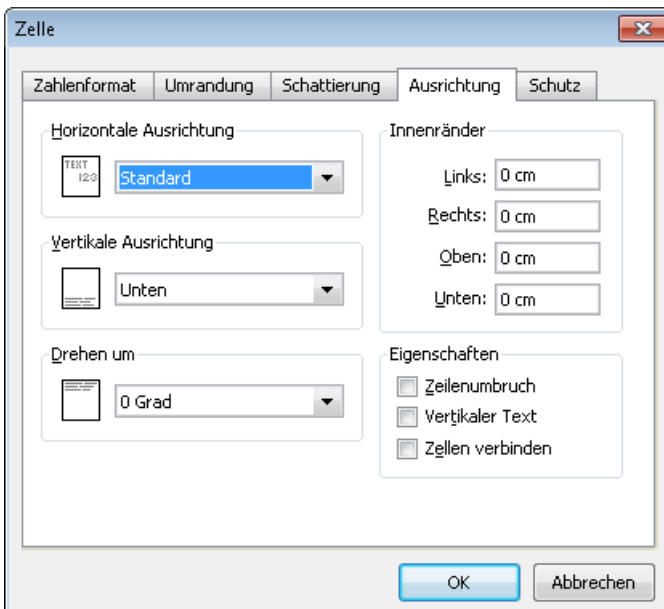 Zelle
Zahlenformat Umrandung Schattierung Ausrichtung Schutz
Horizontale Ausrichtung
TEXT
123
Standard
Vertikale Ausrichtung
Unten
Drehen um
0 Grad
Innenränder
Links: 0 cm
Rechts: 0 cm
Oben: 0 cm
Unten: 0 cm
Eigenschaften
Zeilenumbruch
Vertikaler Text
Zellen verbinden
OK Abbrechen